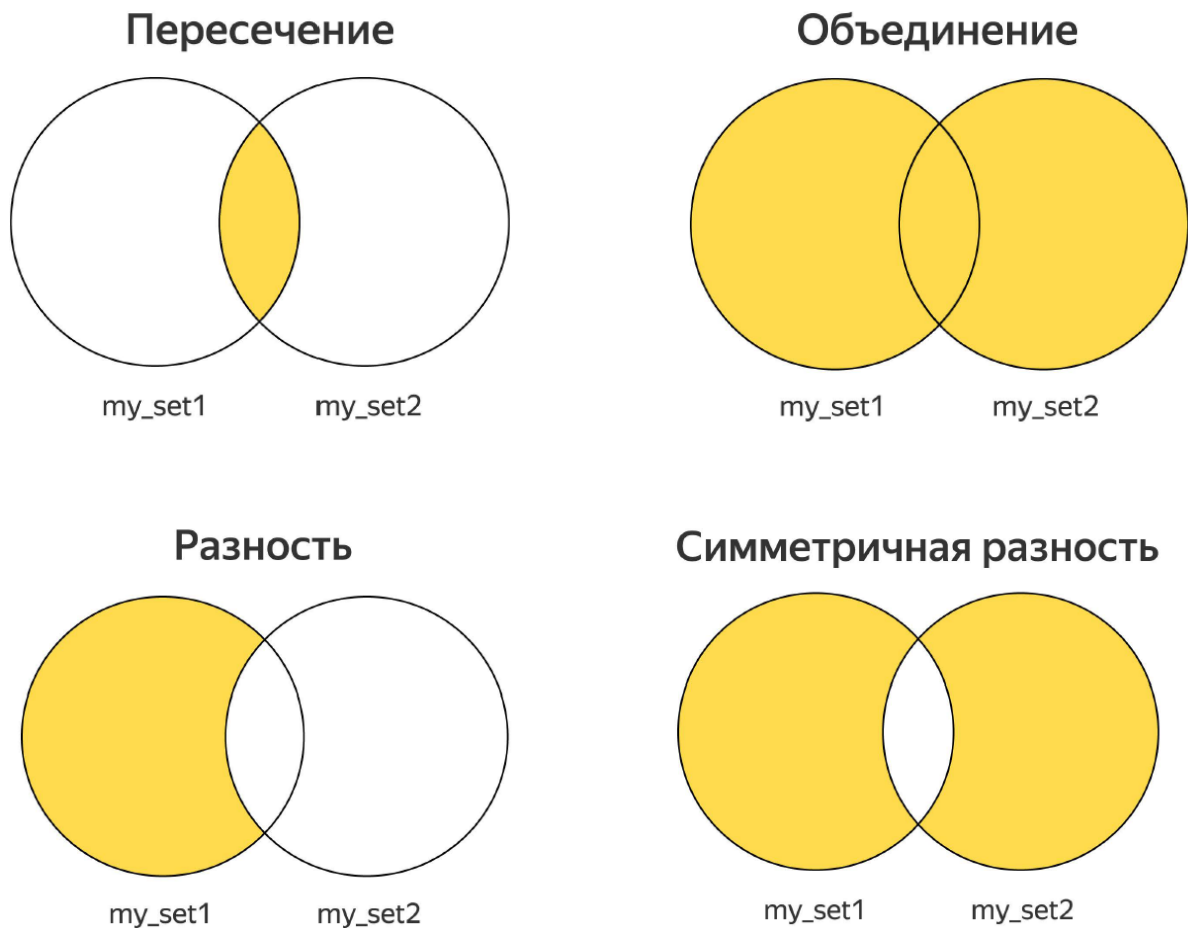 Пересечение
Объединение
my_set1 my_set2
my_set1 my_set2
Разность
Симметричная разность
my_set1 my_set2
my_set1 my_set2